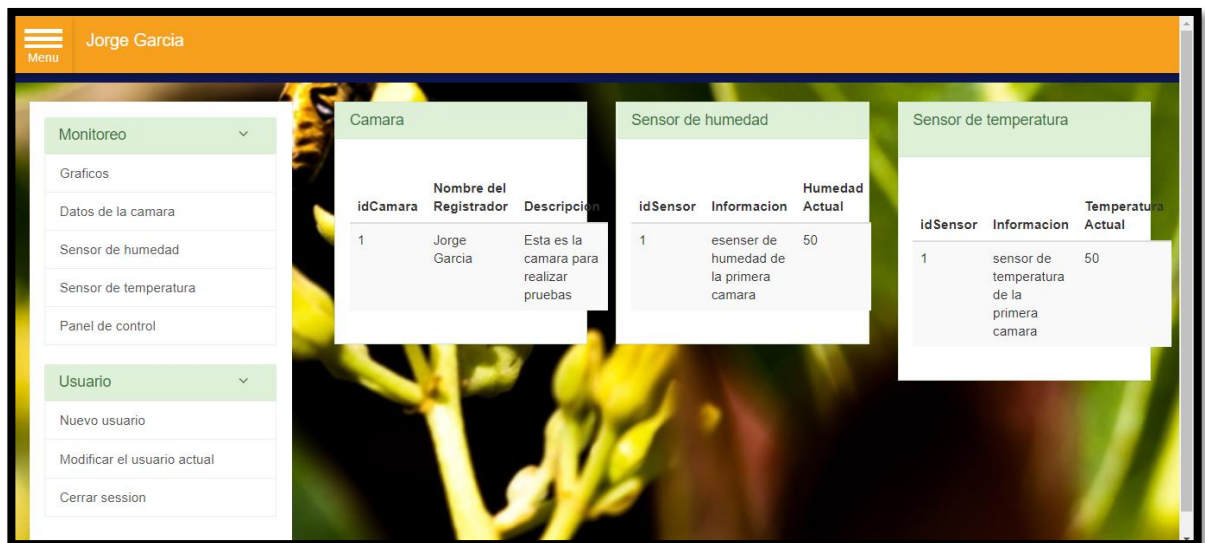 Menu
Jorge Garcia
Monitoreo
Graficos
Datos de la camara
Sensor de humedad
Sensor de temperatura
Panel de control
Usuario
Nuevo usuario
Modificar el usuario actual
Cerrar session
Camara
idCamara
Nombre del
Registrador
Descripcion
1
Jorge
Garcia
Esta es la
camara para
realizar
pruebas
Sensor de humedad
idSensor
Informacion
Humedad
Actual
1
esenser de
humedad de
la primera
camara
50
Sensor de temperatura
idSensor
Informacion
Temperatura
Actual
1
sensor de
temperatura
de la
primera
camara
50